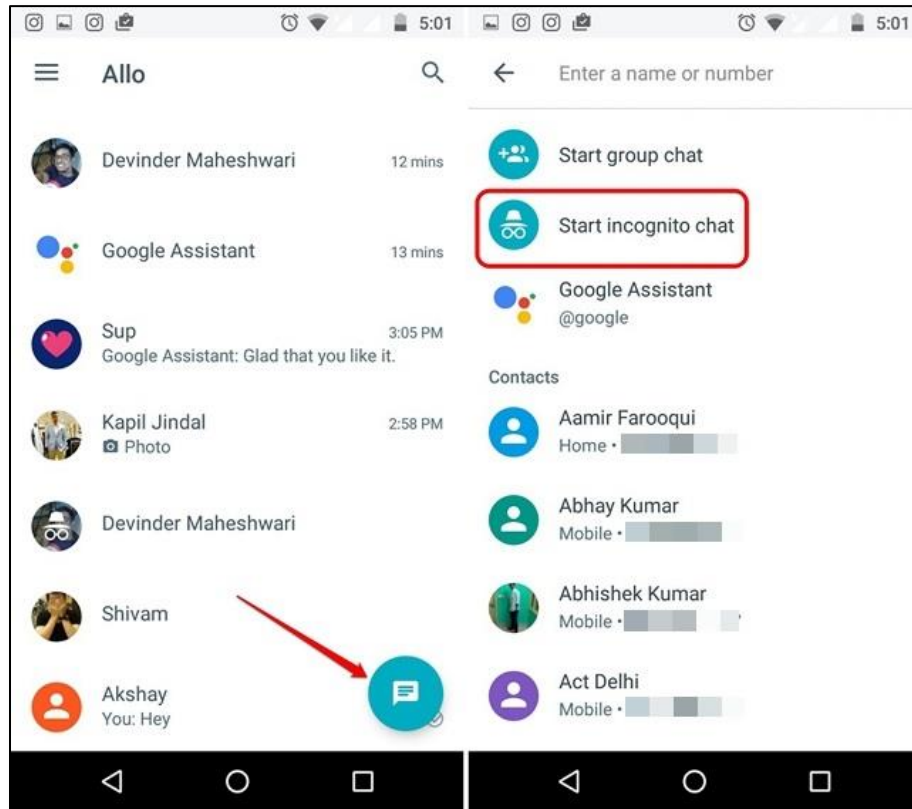 5:01
Allo
Devinder Maheshwari
12 mins
Google Assistant
13 mins
Sup
3:05 PM
Google Assistant: Glad that you like it.
Kapil Jindal
2:58 PM
Photo
Devinder Maheshwari
Shivam
Akshay
You: Hey
5:01
Enter a name or number
Start group chat
Start incognito chat
Google Assistant
@google
Contacts
Aamir Farooqui
Home •
Abhay Kumar
Mobile •
Abhishek Kumar
Mobile •
Act Delhi
Mobile •